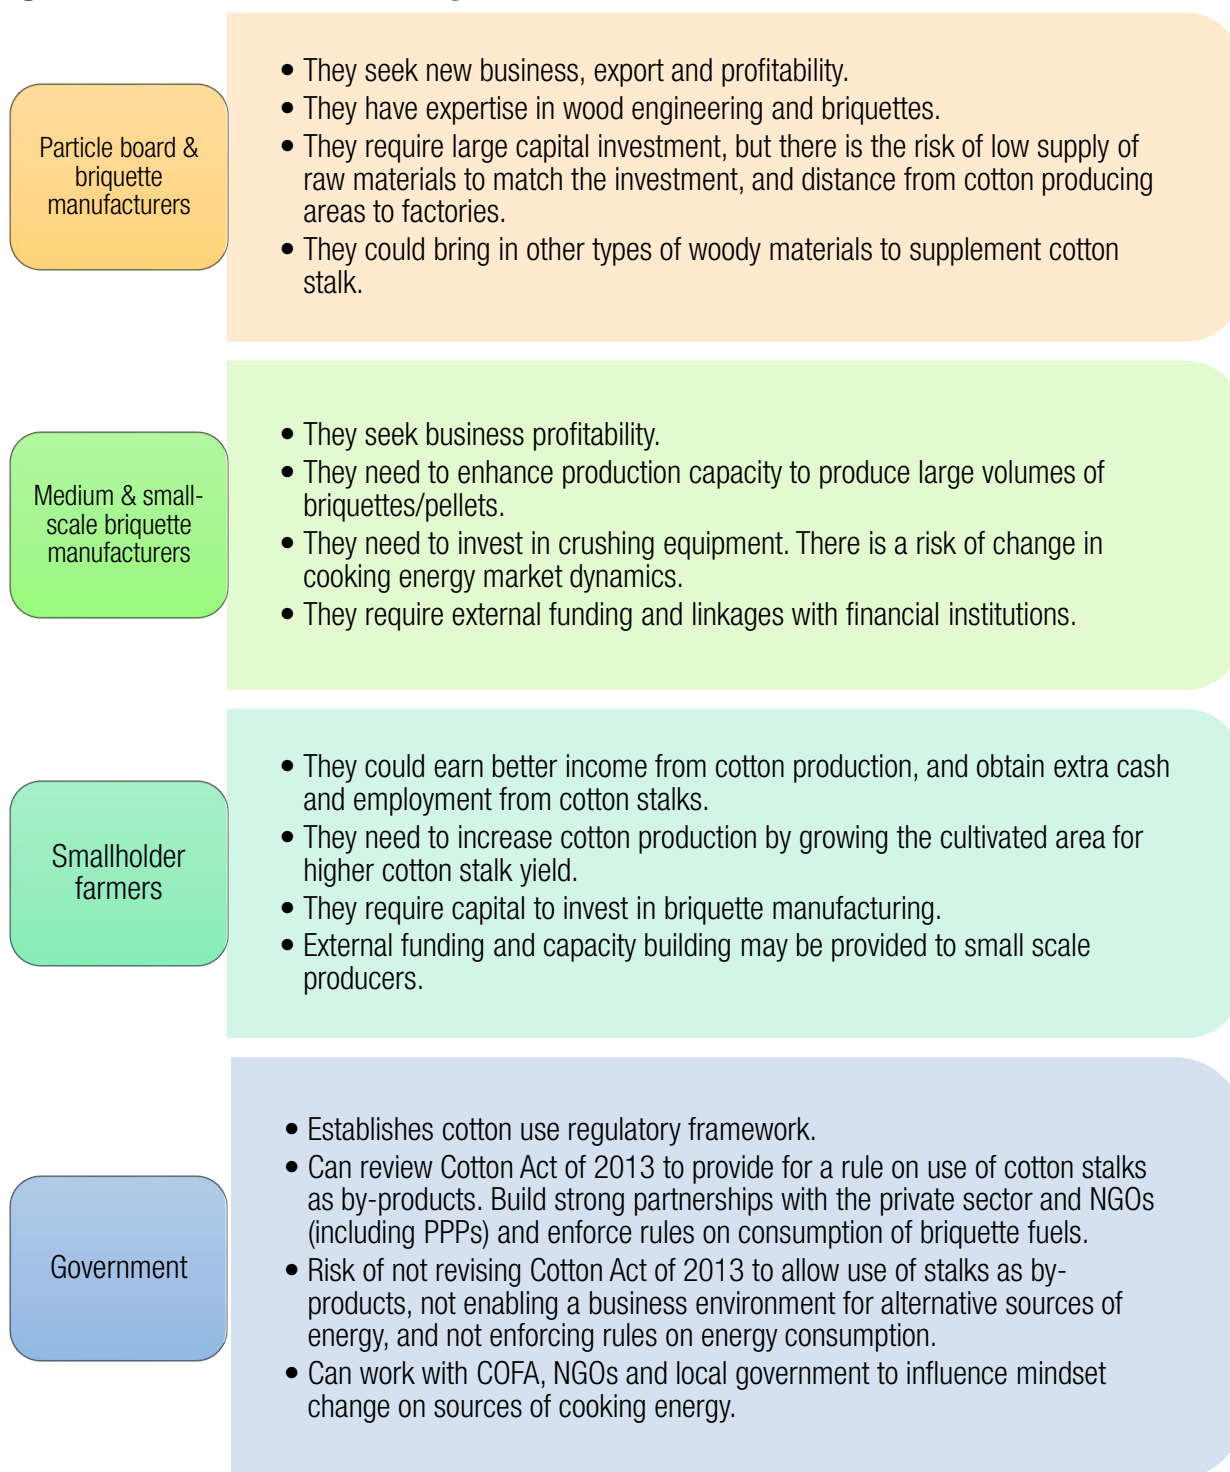 Particle board &
briquette
manufacturers
• They seek new business, export and profitability.
• They have expertise in wood engineering and briquettes.
• They require large capital investment, but there is the risk of low supply of
raw materials to match the investment, and distance from cotton producing
areas to factories.
• They could bring in other types of woody materials to supplement cotton
stalk.
Medium & small-
scale briquette
manufacturers
• They seek business profitability.
• They need to enhance production capacity to produce large volumes of
briquettes/pellets.
• They need to invest in crushing equipment. There is a risk of change in
cooking energy market dynamics.
• They require external funding and linkages with financial institutions.
Smallholder
farmers
• They could earn better income from cotton production, and obtain extra cash
and employment from cotton stalks.
• They need to increase cotton production by growing the cultivated area for
higher cotton stalk yield.
• They require capital to invest in briquette manufacturing.
• External funding and capacity building may be provided to small scale
producers.
Government
• Establishes cotton use regulatory framework.
• Can review Cotton Act of 2013 to provide for a rule on use of cotton stalks
as by-products. Build strong partnerships with the private sector and NGOs
(including PPPs) and enforce rules on consumption of briquette fuels.
• Risk of not revising Cotton Act of 2013 to allow use of stalks as by-
products, not enabling a business environment for alternative sources of
energy, and not enforcing rules on energy consumption.
• Can work with COFA, NGOs and local government to influence mindset
change on sources of cooking energy.